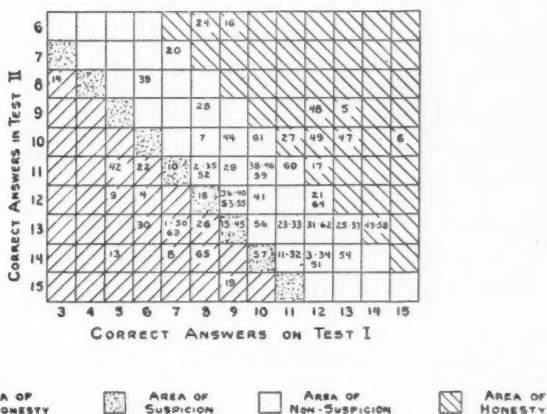 6 24 16
7 20
8 14 39
9 28 48 5
10 7 44 61 27 49 47 6
11 42 22 10 2-35 29 38-46 60 17
52 59
12 9 4 18 36-40 41 21
53-55 64
13 30 1-50 26 15-45 56 23-33 31-62 25-37 43-58
63
14 13 8 65 57 11-32 3-34 54
51
15 19
3 4 5 6 7 8 9 10 11 12 13 14 15
CORRECT ANSWERS IN TEST II
CORRECT ANSWERS ON TEST I
AREA OF AREA OF AREA OF
SUSPICION NON-SUSPICION HONESTY